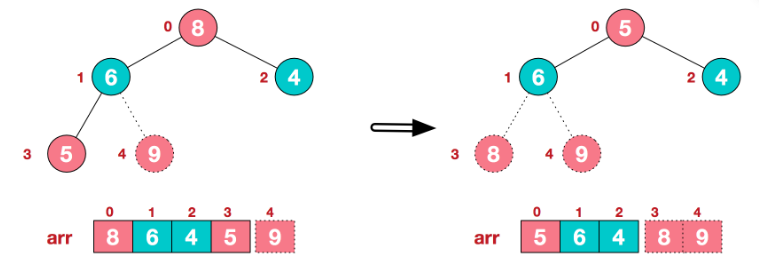 0 8 0 5
1 6 2 4 1 6 2 4
3 5 4 9 3 8 4 9
0 1 2 3 4 0 1 2 3 4
arr 8 6 4 5 9 arr 5 6 4 8 9